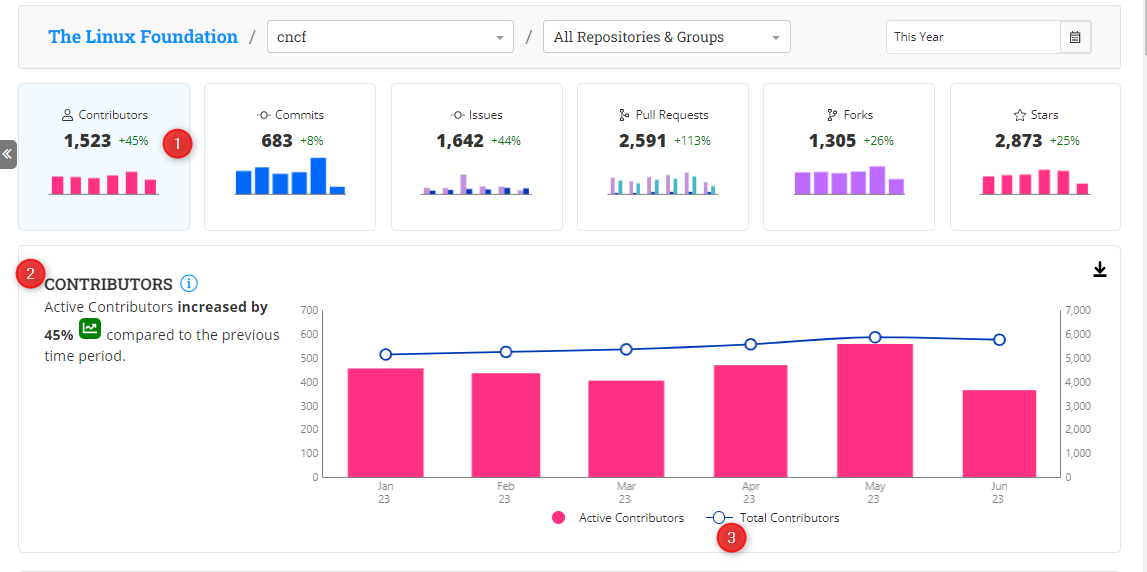 The Linux Foundation / cncf / All Repositories & Groups This Year
Contributors
1,523 +45%
1
Commits
683 +8%
Issues
1,642 +44%
Pull Requests
2,591 +113%
Forks
1,305 +26%
Stars
2,873 +25%
2
CONTRIBUTORS
Active Contributors increased by
45% compared to the previous
time period.
700
600
500
400
300
200
100
0
7,000
6,000
5,000
4,000
3,000
2,000
1,000
0
Jan
23
Feb
23
Mar
23
Apr
23
May
23
Jun
23
Active Contributors
Total Contributors
3